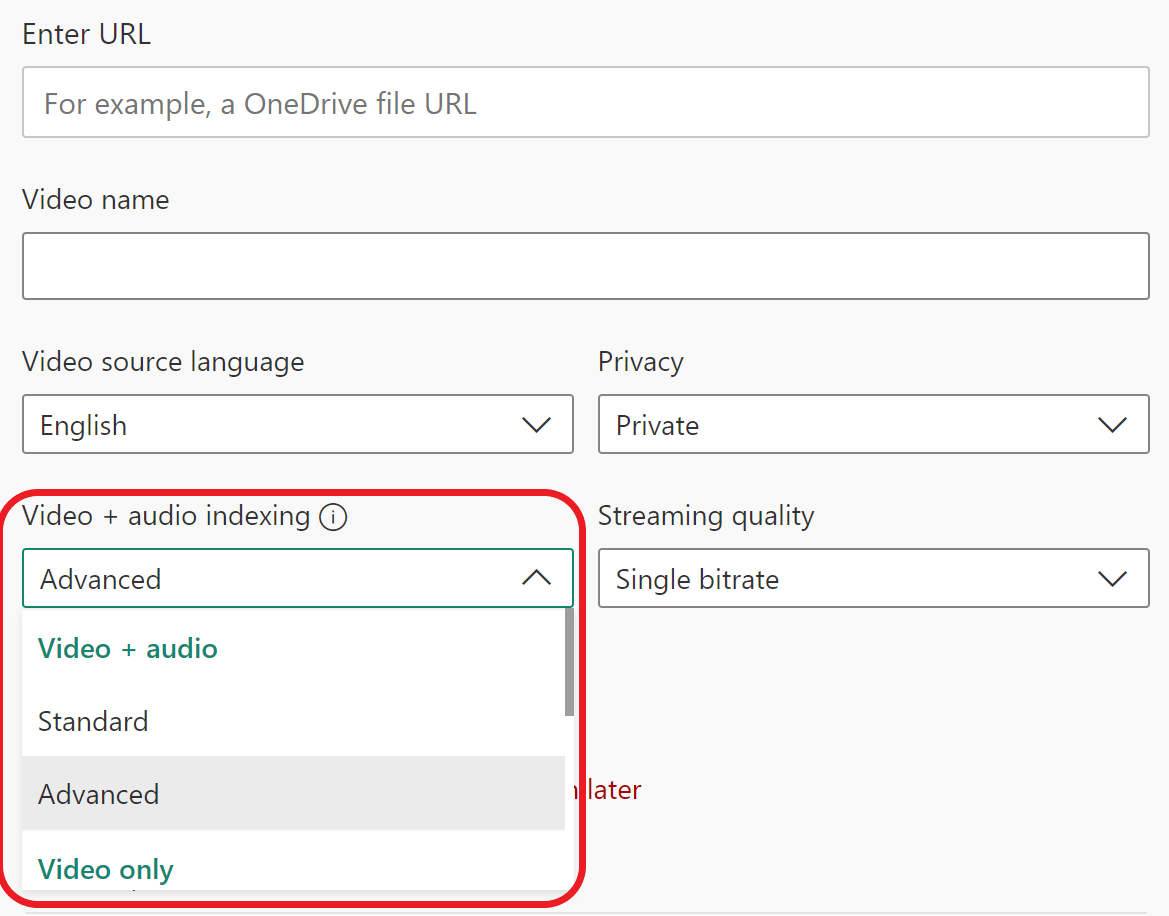 Enter URL
For example, a OneDrive file URL
Video name
Video source language
Privacy
English
Private
Video + audio indexing
Streaming quality
Advanced
Single bitrate
Video + audio
Standard
Advanced
later
Video only